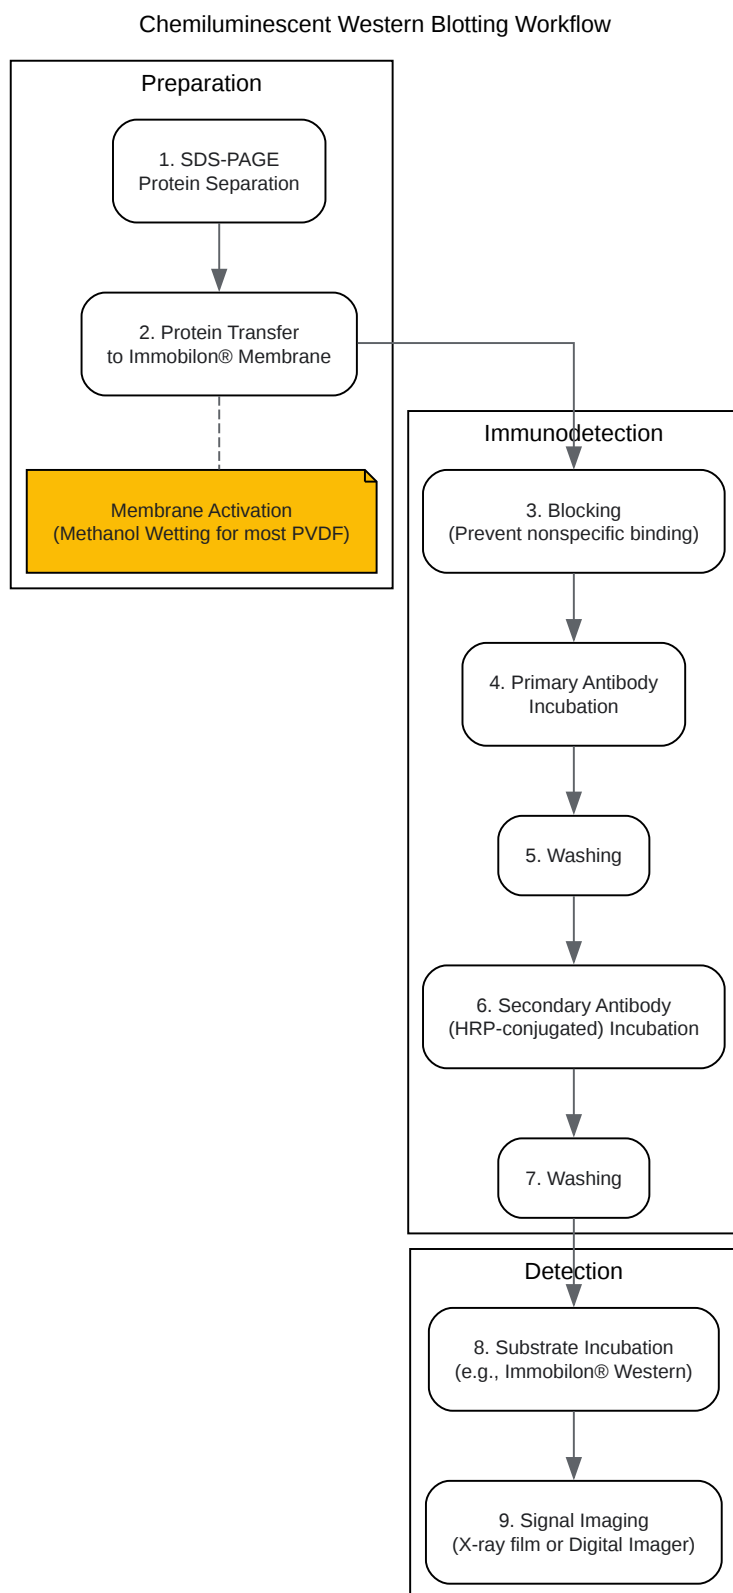 Chemiluminescent Western Blotting Workflow
Preparation
1. SDS-PAGE
Protein Separation
2. Protein Transfer
to Immobilon® Membrane
Membrane Activation
(Methanol Wetting for most PVDF)
Immunodetection
3. Blocking
(Prevent nonspecific binding)
4. Primary Antibody
Incubation
5. Washing
6. Secondary Antibody
(HRP-conjugated) Incubation
7. Washing
Detection
8. Substrate Incubation
(e.g., Immobilon® Western)
9. Signal Imaging
(X-ray film or Digital Imager)